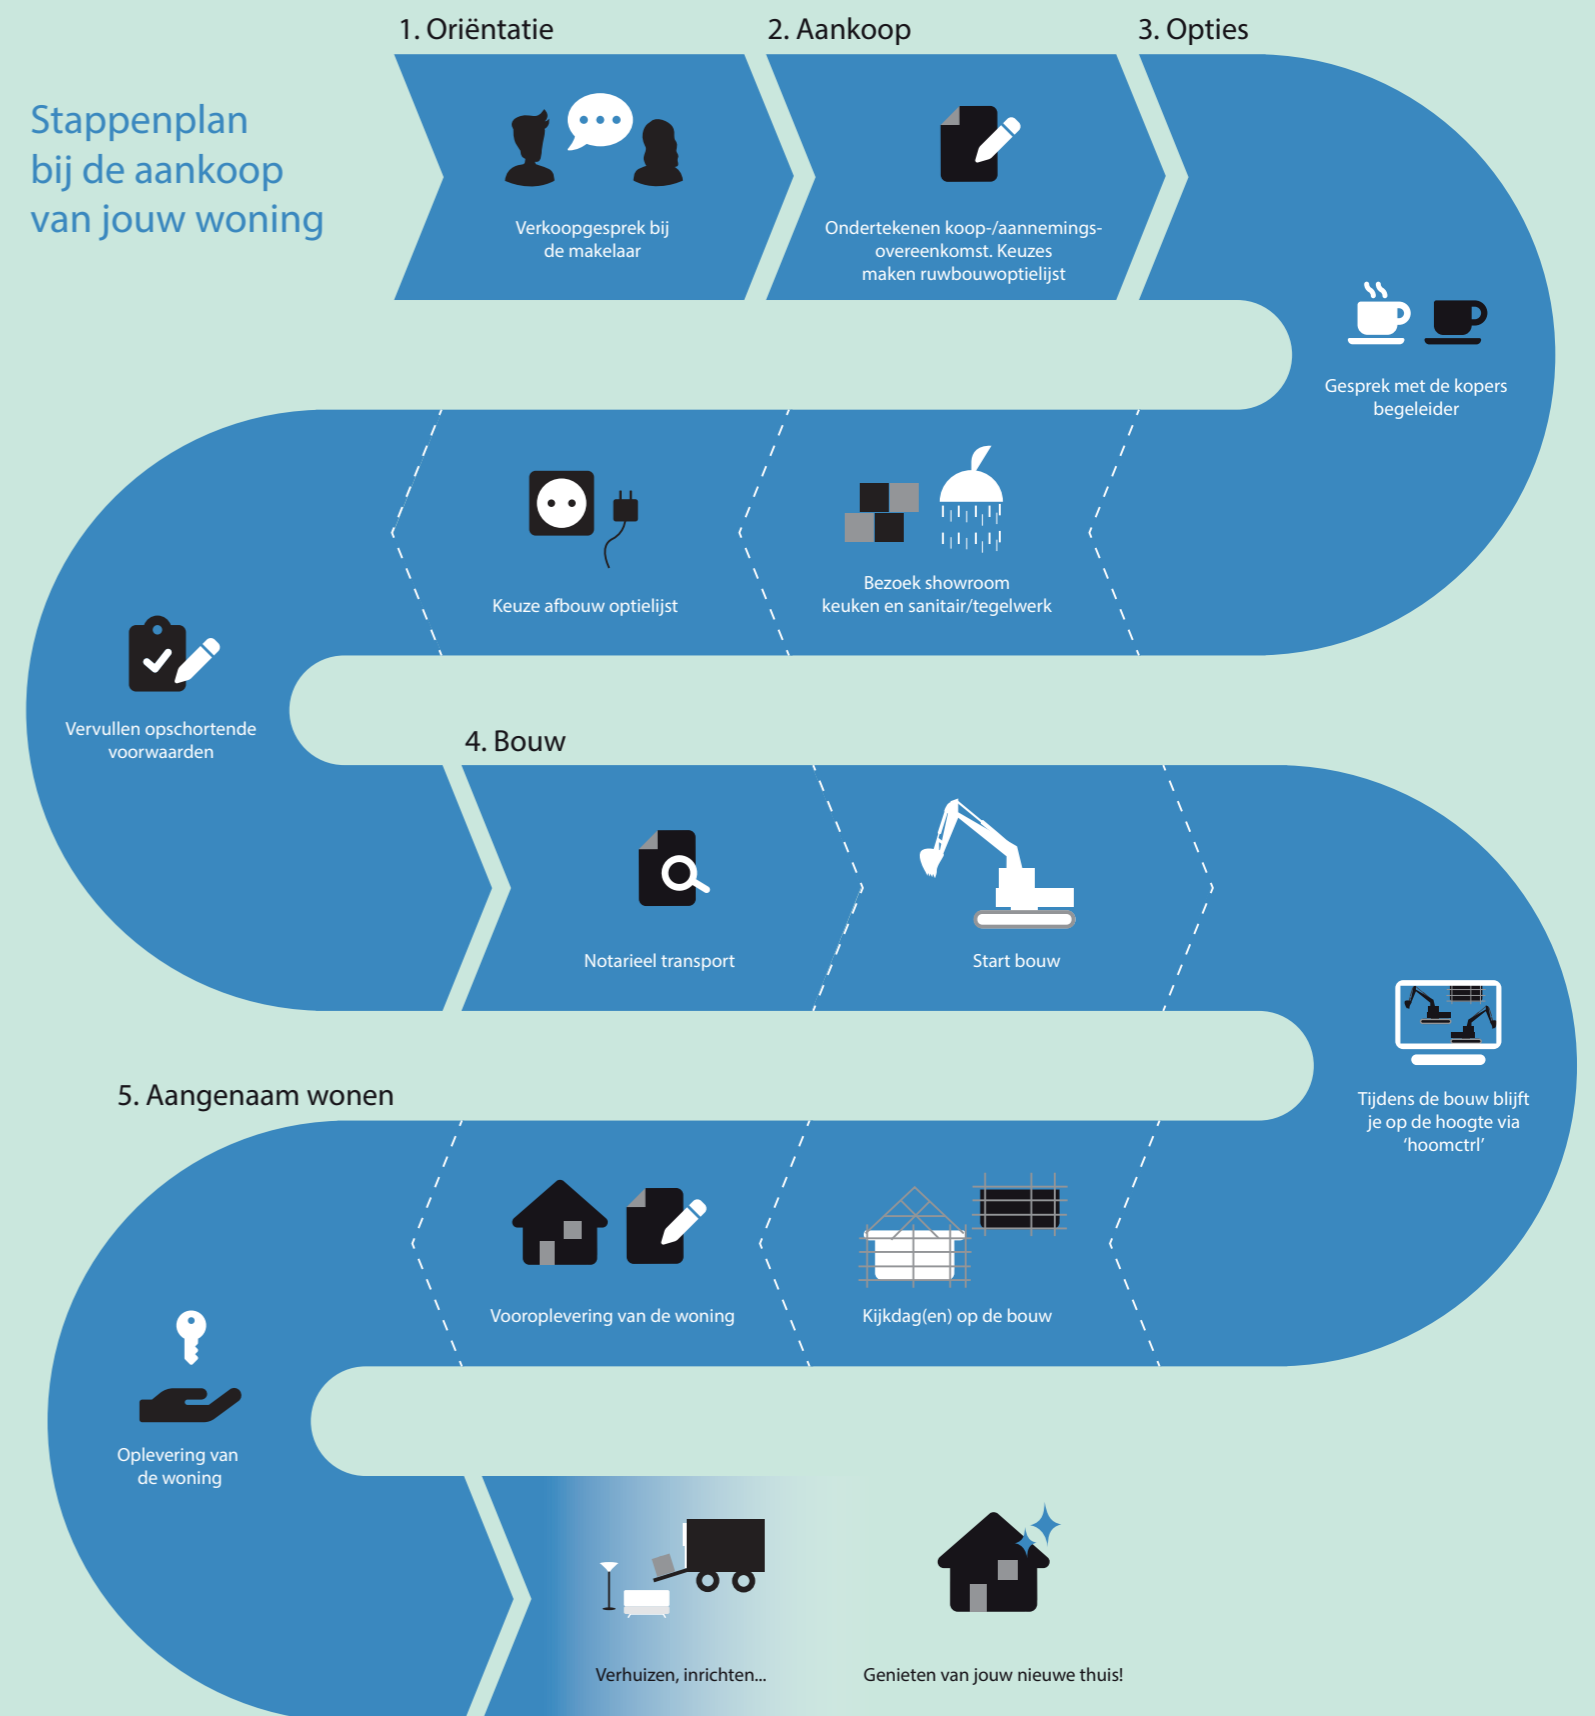 Stappenplan
bij de aankoop
van jouw woning
1. Oriëntatie
Verkoopgesprek bij
de makelaar
2. Aankoop
Ondertekenen koop-/aannemings-
overeenkomst. Keuzes
maken ruwbouwoptielijst
3. Opties
Gesprek met de kopers
begeleider
Bezoek showroom
keuken en sanitair/tegelwerk
Keuze afbouw optielijst
Vervullen opschortende
voorwaarden
4. Bouw
Notarieel transport
Start bouw
Tijdens de bouw blijft
je op de hoogte via
‘hoomctrl’
Kijkdag(en) op de bouw
Vooroplevering van de woning
5. Aangenaam wonen
Oplevering van
de woning
Verhuizen, inrichten...
Genieten van jouw nieuwe thuis!